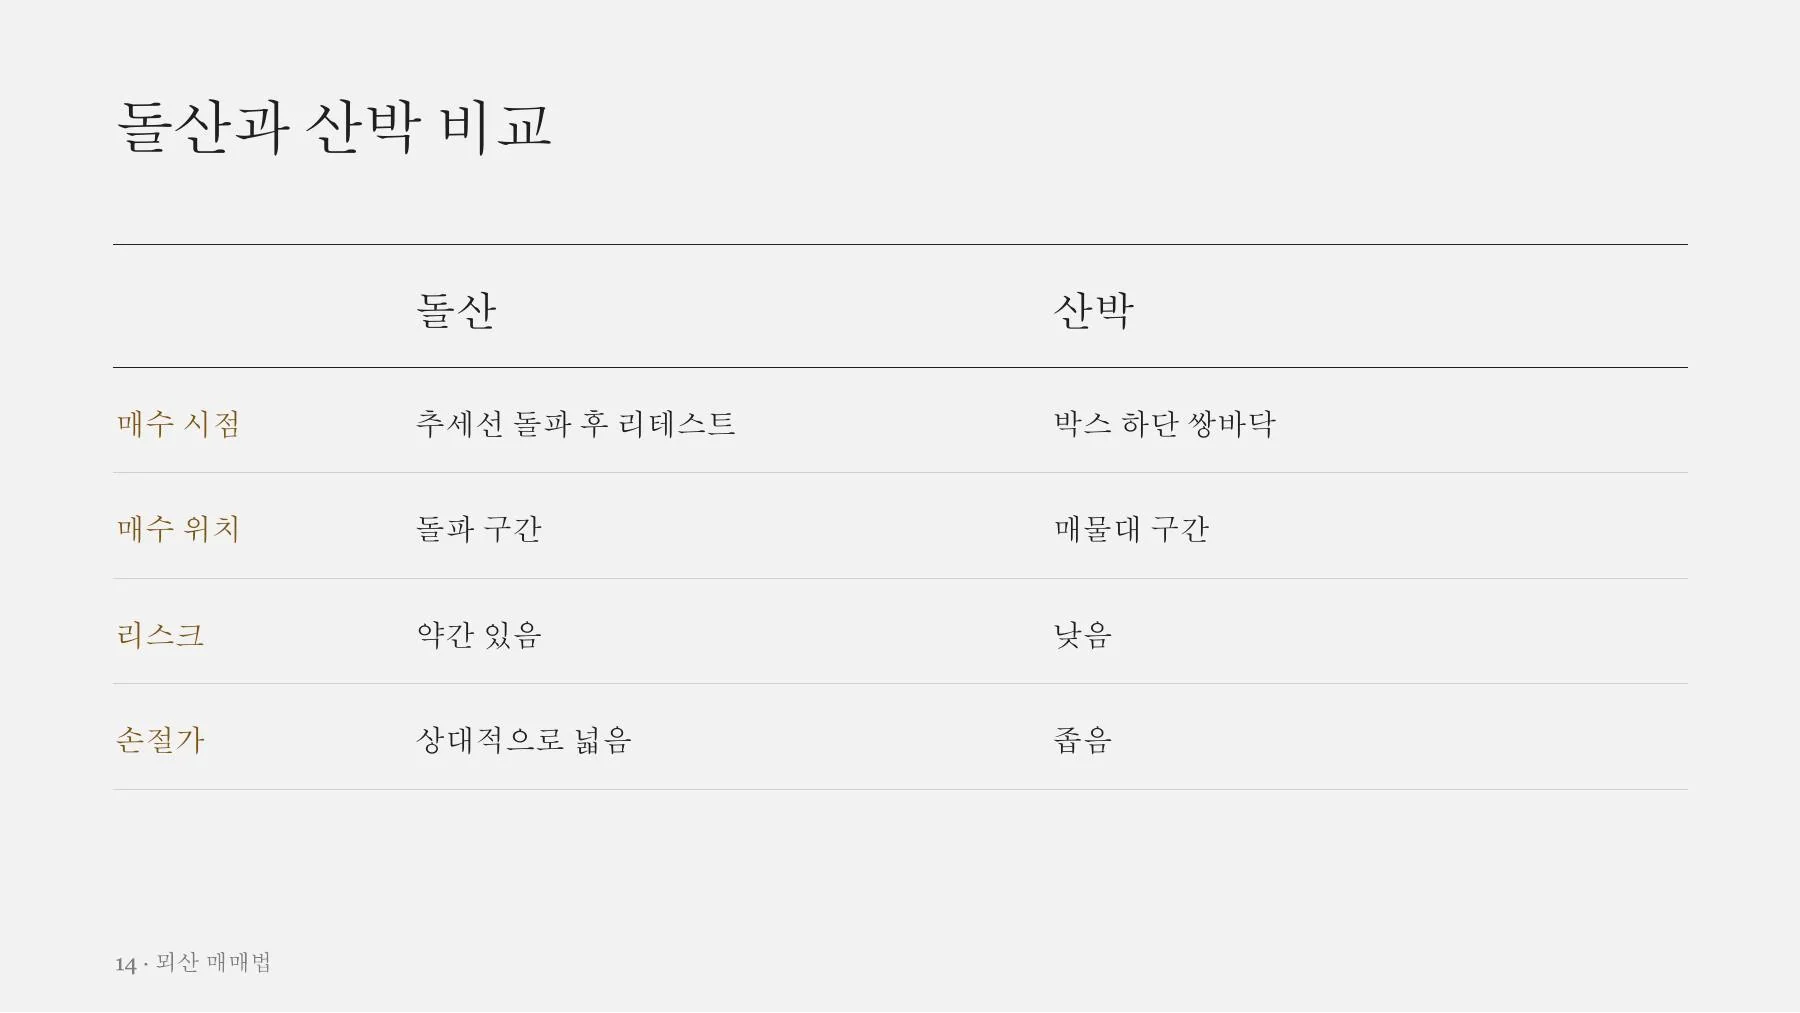 돌산과 산박 비교
돌산 산박
매수 시점 추세선 돌파 후 리테스트 박스 하단 쌍바닥
매수 위치 돌파 구간 매물대 구간
리스크 약간 있음 낮음
손절가 상대적으로 넓음 좁음
14 · 뫼산 매매법